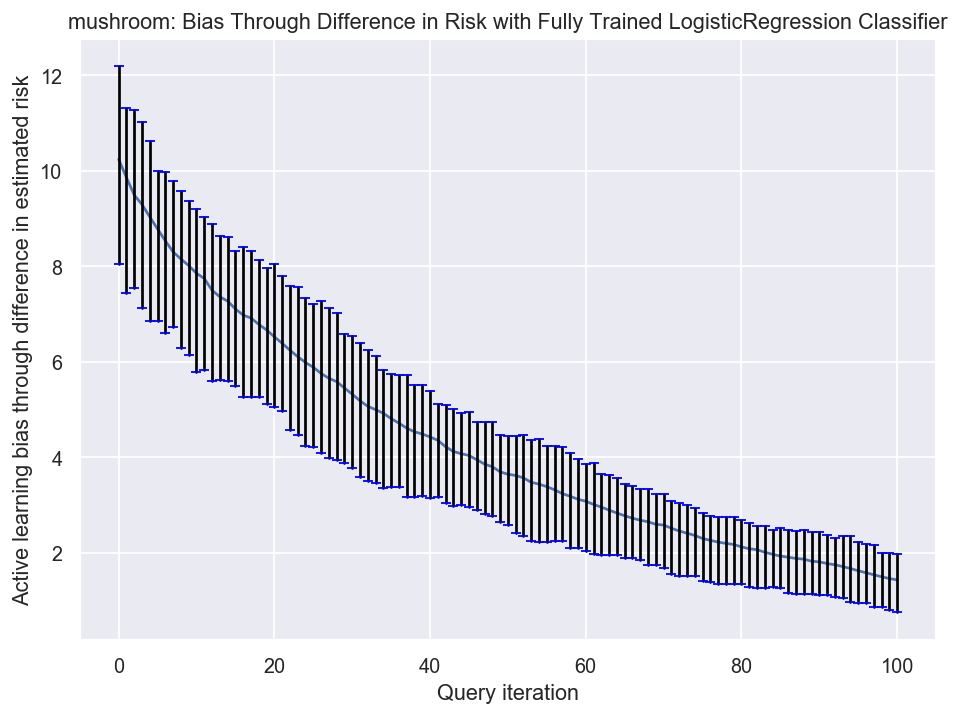 mushroom: Bias Through Difference in Risk with Fully Trained LogisticRegression Classifier
Active learning bias through difference in estimated risk
12
10
8
6
4
2
0 20 40 60 80 100
Query iteration